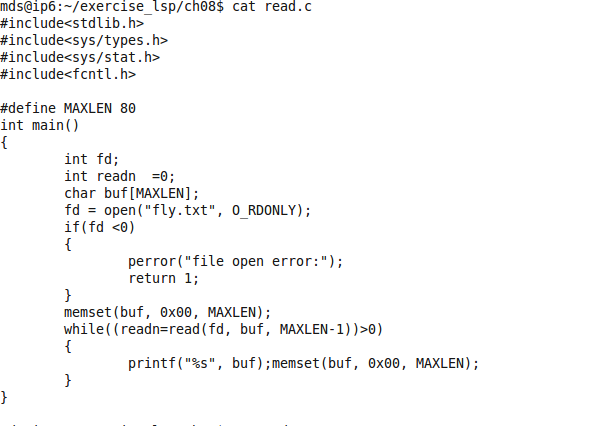 mds@ip6:~/exercise_lsp/ch08$ cat read.c
#include<stdlib.h>
#include<sys/types.h>
#include<sys/stat.h>
#include<fcntl.h>
#define MAXLEN 80
int main()
{
int fd;
int readn  =0;
char buf[MAXLEN];
fd = open("fly.txt", O_RDONLY);
if(fd <0)
{
perror("file open error:");
return 1;
}
memset(buf, 0x00, MAXLEN);
while((readn=read(fd, buf, MAXLEN-1))>0)
{
printf("%s", buf);memset(buf, 0x00, MAXLEN);
}
}